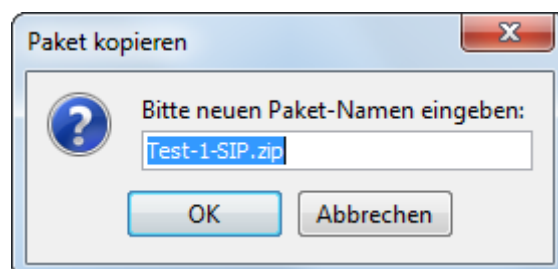 Paket kopieren
Bitte neuen Paket-Namen eingeben:
Test-1-SIP.zip
OK
Abbrechen